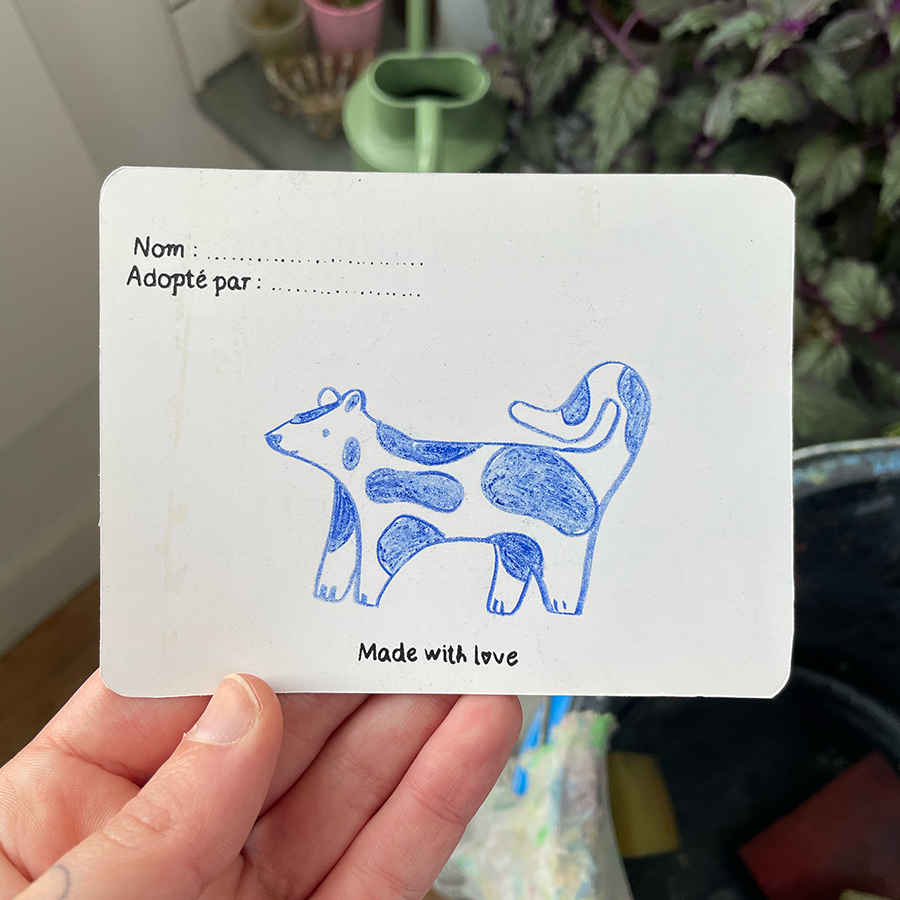 Nom : ........................
Adopté par : ..................
Made with love